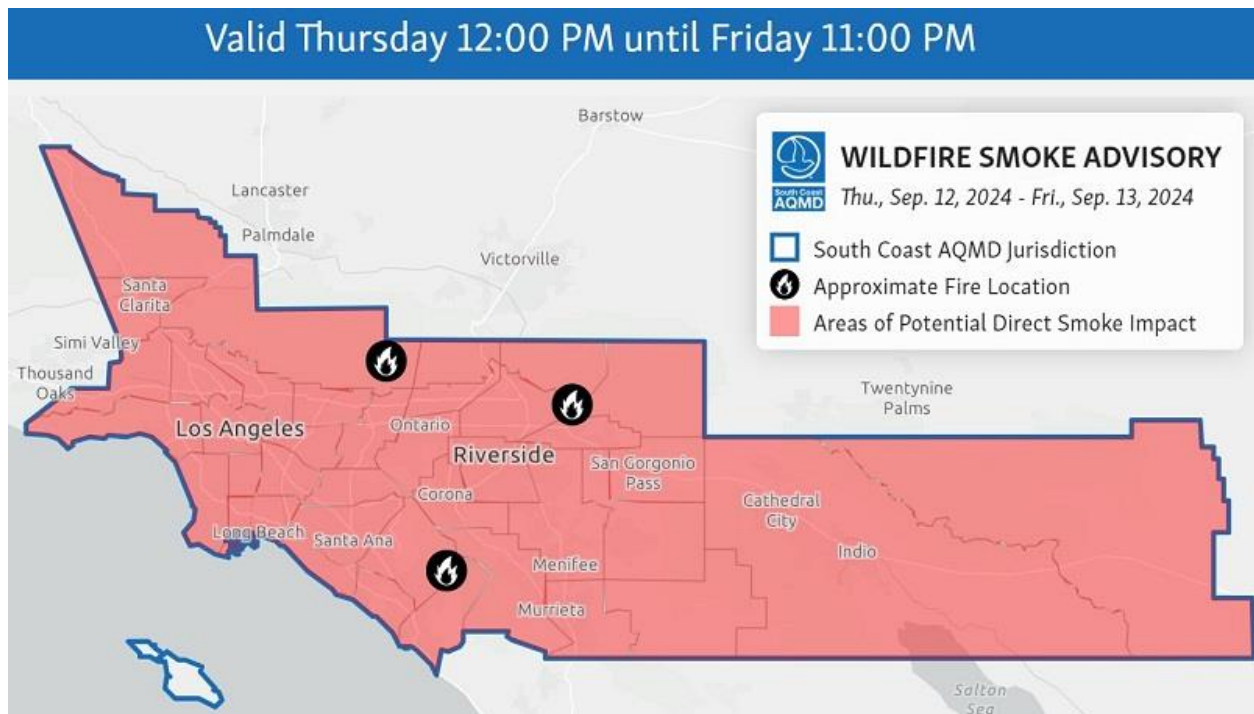 Valid Thursday 12:00 PM until Friday 11:00 PM
Barstow
WILDFIRE SMOKE ADVISORY
South Coast
AQMD
Thu., Sep. 12, 2024 - Fri., Sep. 13, 2024
South Coast AQMD Jurisdiction
Approximate Fire Location
Areas of Potential Direct Smoke Impact
Lancaster
Palmdale
Victorville
Santa
Clarita
Simi Valley
Thousand
Oaks
Twentynine
Palms
Los Angeles
Ontario
Riverside
San Gorgonio
Pass
Corona
Cathedral
City
Long Beach
Santa Ana
Indio
Menifee
Murrieta
Salton
Sea